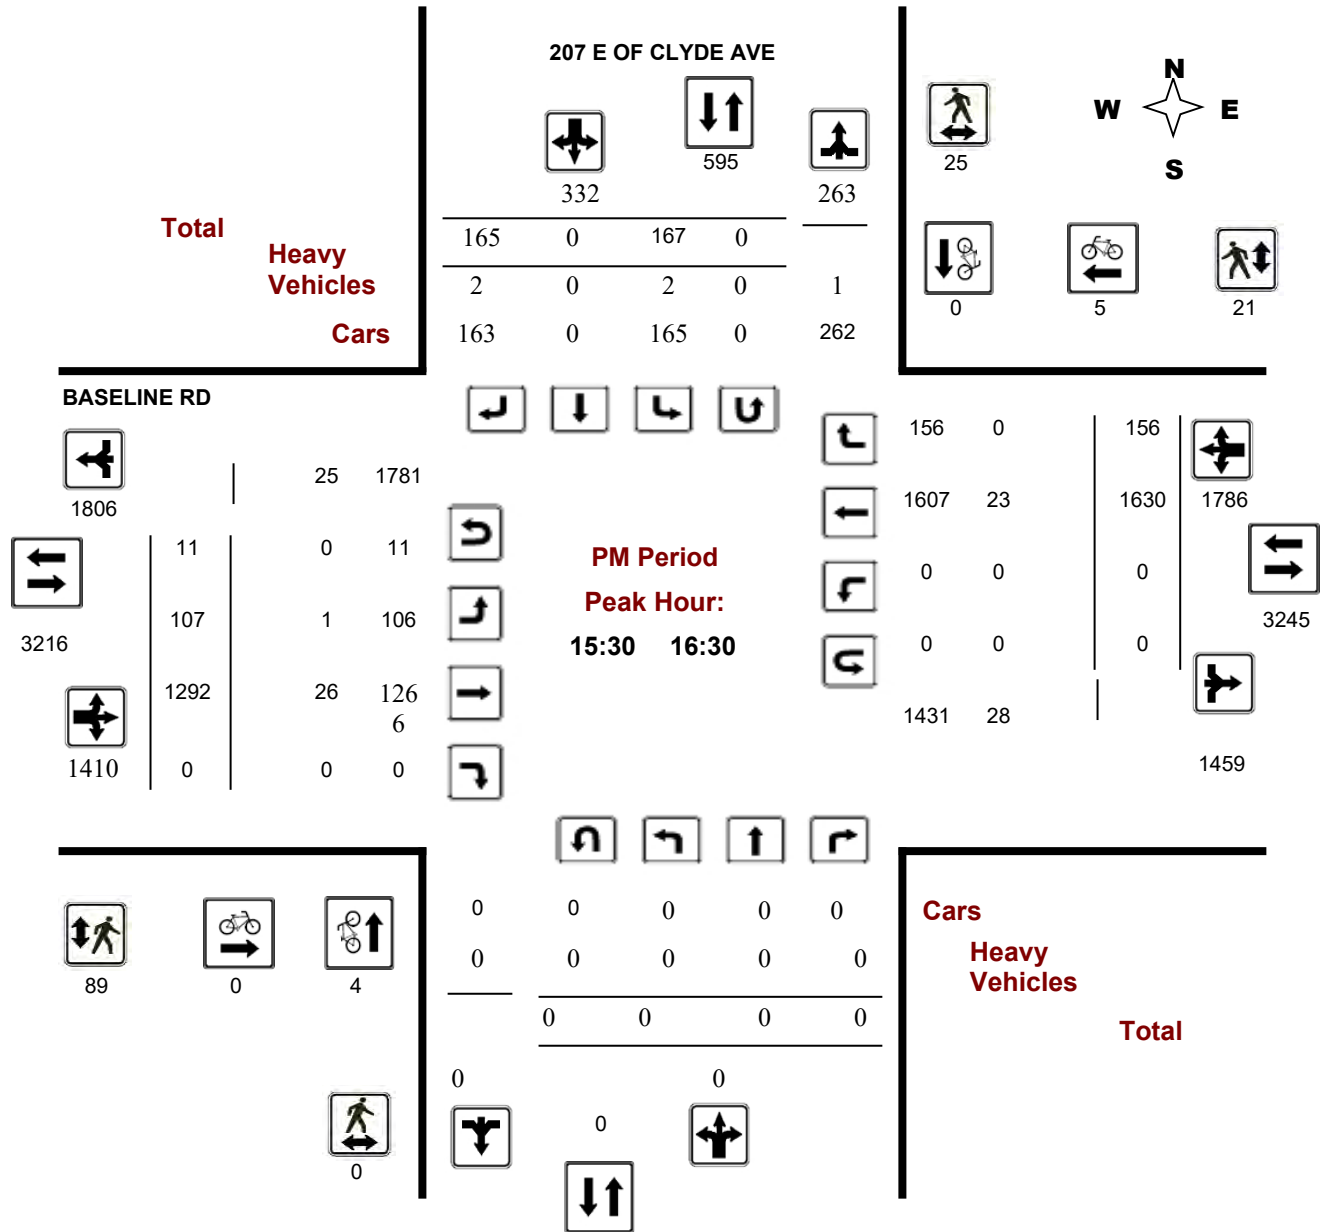 207 E OF CLYDE AVE
N
W E
S
595
25
332
263
Total
165 0 167 0
Heavy
Vehicles
2 0 2 0 1
0 5 21
Cars
163 0 165 0 262
BASELINE RD
156 0 156
25 1781
1806
1607 23 1630 1786
11 0 11
PM Period
0 0 0
107 1 106
Peak Hour:
3216
15:30 16:30
0 0 0
3245
1292 26 126
6
1431 28
1410 0 0 0
1459
0 0 0 0 0
Cars
0 0 0 0 0
Heavy
Vehicles
89 0 4
0 0 0 0
Total
0 0
0
0